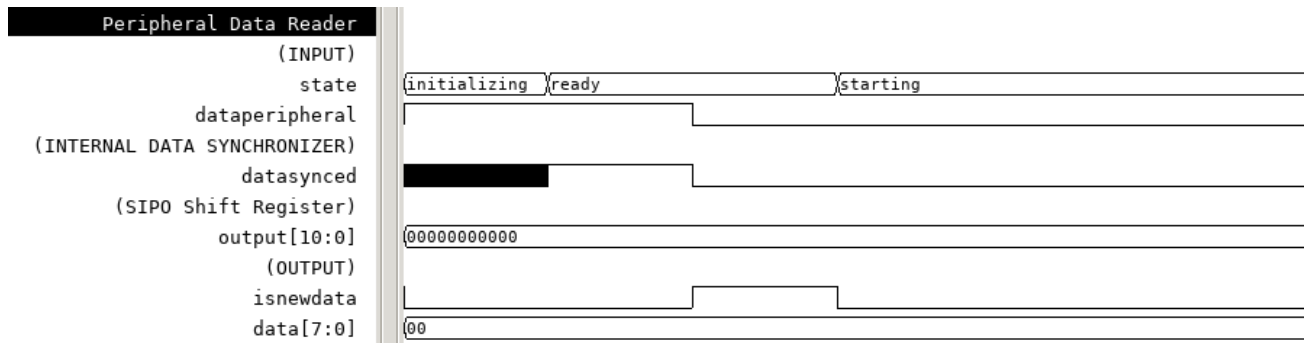 Peripheral Data Reader
(INPUT)
state initializing ready starting
dataperipheral
(INTERNAL DATA SYNCHRONIZER)
datasynced
(SIPO Shift Register)
output[10:0] 00000000000
(OUTPUT)
isnewdata
data[7:0] 00